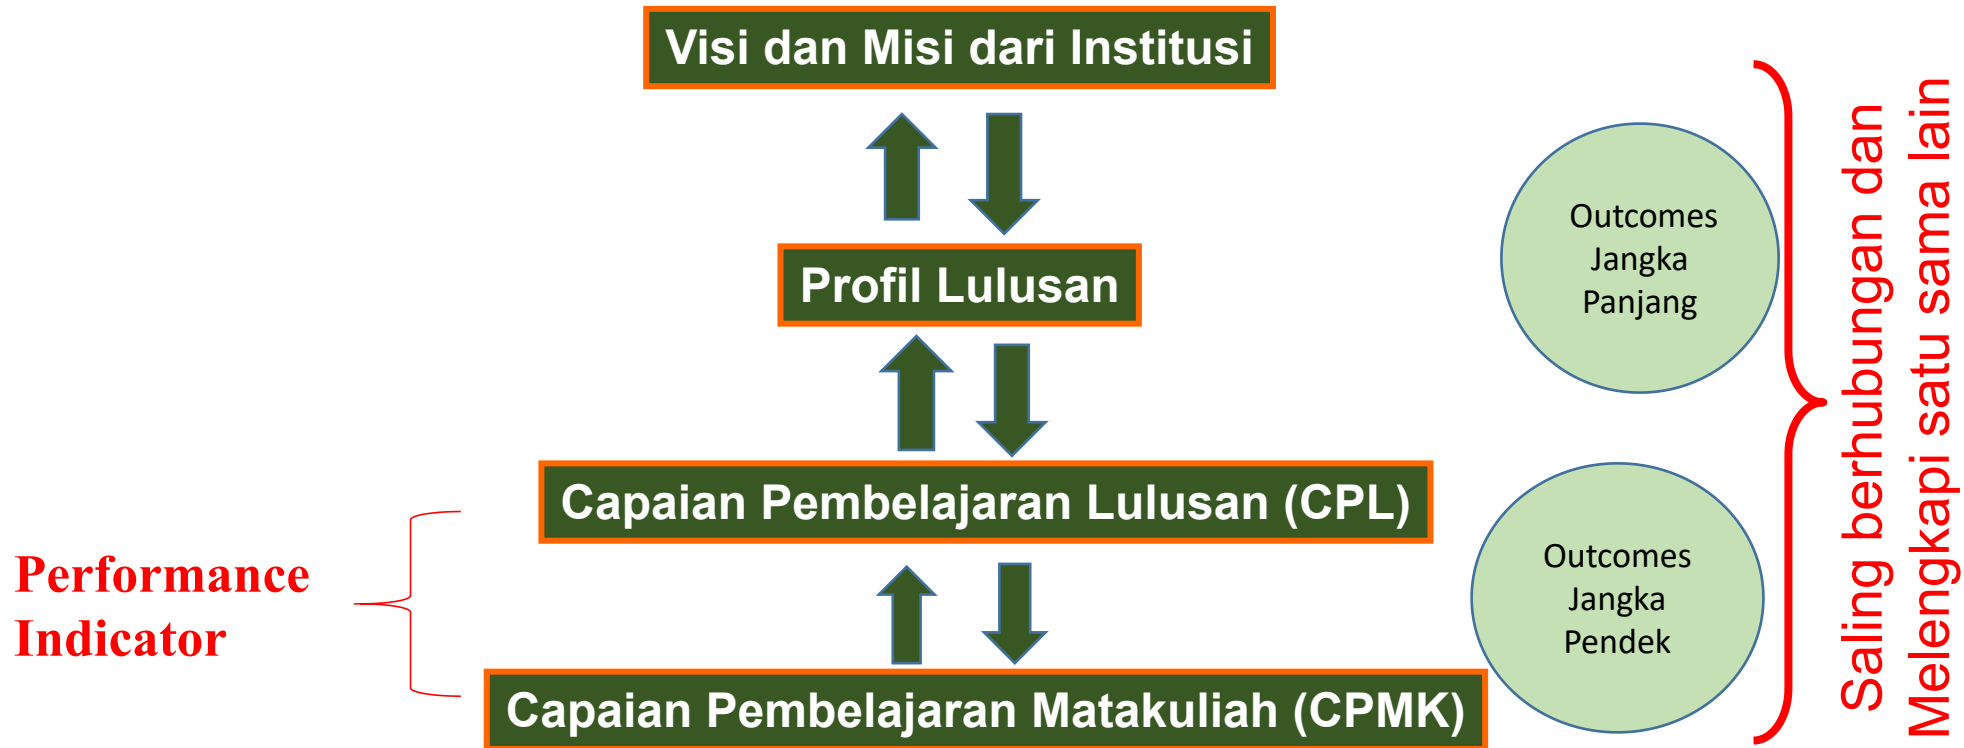 Visi dan Misi dari Institusi
Profil Lulusan
Capaian Pembelajaran Lulusan (CPL)
Capaian Pembelajaran Matakuliah (CPMK)
Performance
Indicator
Outcomes
Jangka
Panjang
Outcomes
Jangka
Pendek
Saling berhubungan dan
Melengkapi satu sama lain